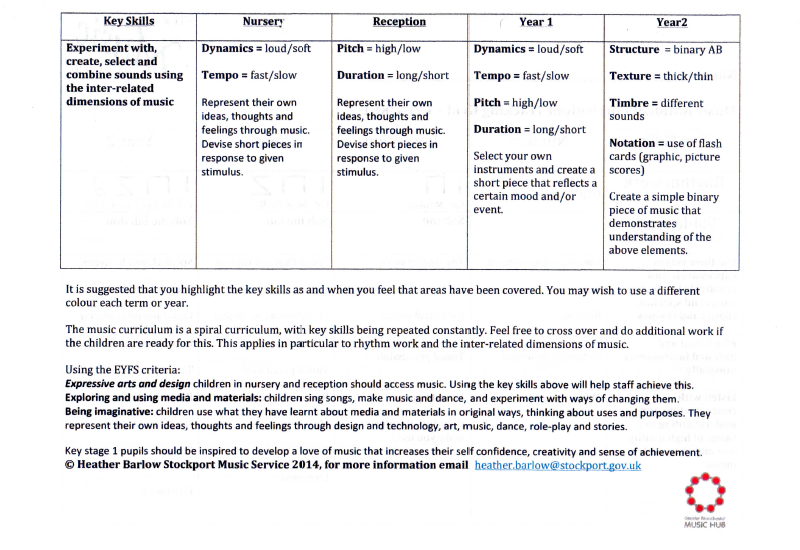 Key Skills
Nursery
Reception
Year 1
Year2
Experiment with,
create, select and
combine sounds using
the inter-related
dimensions of music
Dynamics = loud/soft
Tempo = fast/slow
Represent their own
ideas, thoughts and
feelings through music.
Devise short pieces in
response to given
stimulus.
Pitch = high/low
Duration = long/short
Represent their own
ideas, thoughts and
feelings through music.
Devise short pieces in
response to given
stimulus.
Dynamics = loud/soft
Tempo = fast/slow
Pitch = high/low
Duration = long/short
Select your own
instruments and create a
short piece that reflects a
certain mood and/or
event.
Structure = binary AB
Texture = thick/thin
Timbre = different
sounds
Notation = use of flash
cards (graphic, picture
scores)
Create a simple binary
piece of music that
demonstrates
understanding of the
above elements.
It is suggested that you highlight the key skills as and when you feel that areas have been covered. You may wish to use a different
colour each term or year.
The music curriculum is a spiral curriculum, with key skills being repeated constantly. Feel free to cross over and do additional work if
the children are ready for this. This applies in particular to rhythm work and the inter-related dimensions of music.
Using the EYFS criteria:
Expressive arts and design children in nursery and reception should access music. Using the key skills above will help staff achieve this.
Exploring and using media and materials: children sing songs, make music and dance, and experiment with ways of changing them.
Being imaginative: children use what they have learnt about media and materials in original ways, thinking about uses and purposes. They
represent their own ideas, thoughts and feelings through design and technology, art, music, dance, role-play and stories.
Key stage 1 pupils should be inspired to develop a love of music that increases their self confidence, creativity and sense of achievement.
© Heather Barlow Stockport Music Service 2014, for more information email heather.barlow@stockport.gov.uk
MUSIC HUB